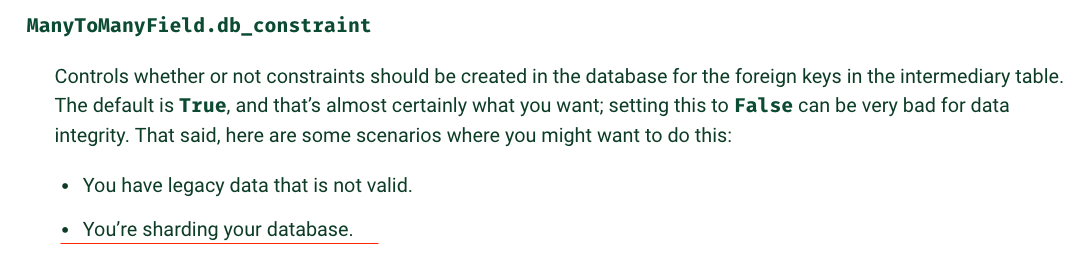 ManyToManyField.db_constraint
Controls whether or not constraints should be created in the database for the foreign keys in the intermediary table.
The default is True, and that’s almost certainly what you want; setting this to False can be very bad for data
integrity. That said, here are some scenarios where you might want to do this:
• You have legacy data that is not valid.
• You’re sharding your database.